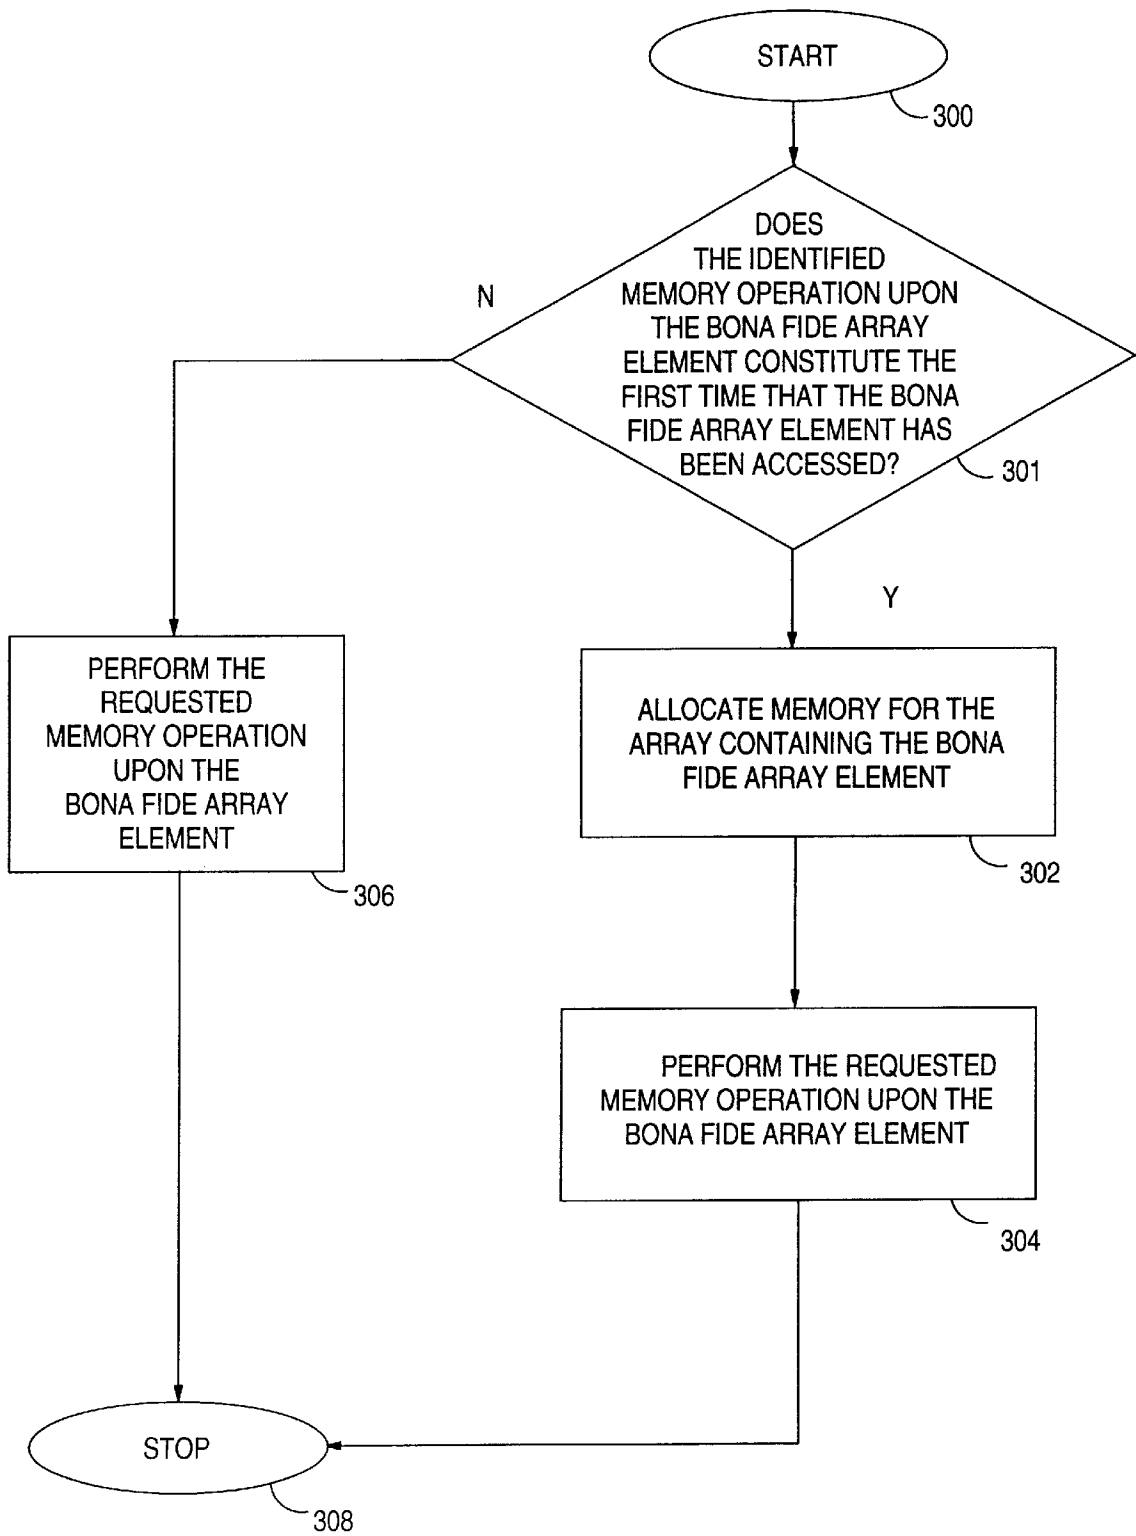 START
300
DOES
THE IDENTIFIED
MEMORY OPERATION UPON
THE BONA FIDE ARRAY
ELEMENT CONSTITUTE THE
FIRST TIME THAT THE BONA
FIDE ARRAY ELEMENT HAS
BEEN ACCESSED?
301
N
Y
PERFORM THE
REQUESTED
MEMORY OPERATION
UPON THE
BONA FIDE ARRAY
ELEMENT
306
ALLOCATE MEMORY FOR THE
ARRAY CONTAINING THE BONA
FIDE ARRAY ELEMENT
302
PERFORM THE REQUESTED
MEMORY OPERATION UPON THE
BONA FIDE ARRAY ELEMENT
304
STOP
308